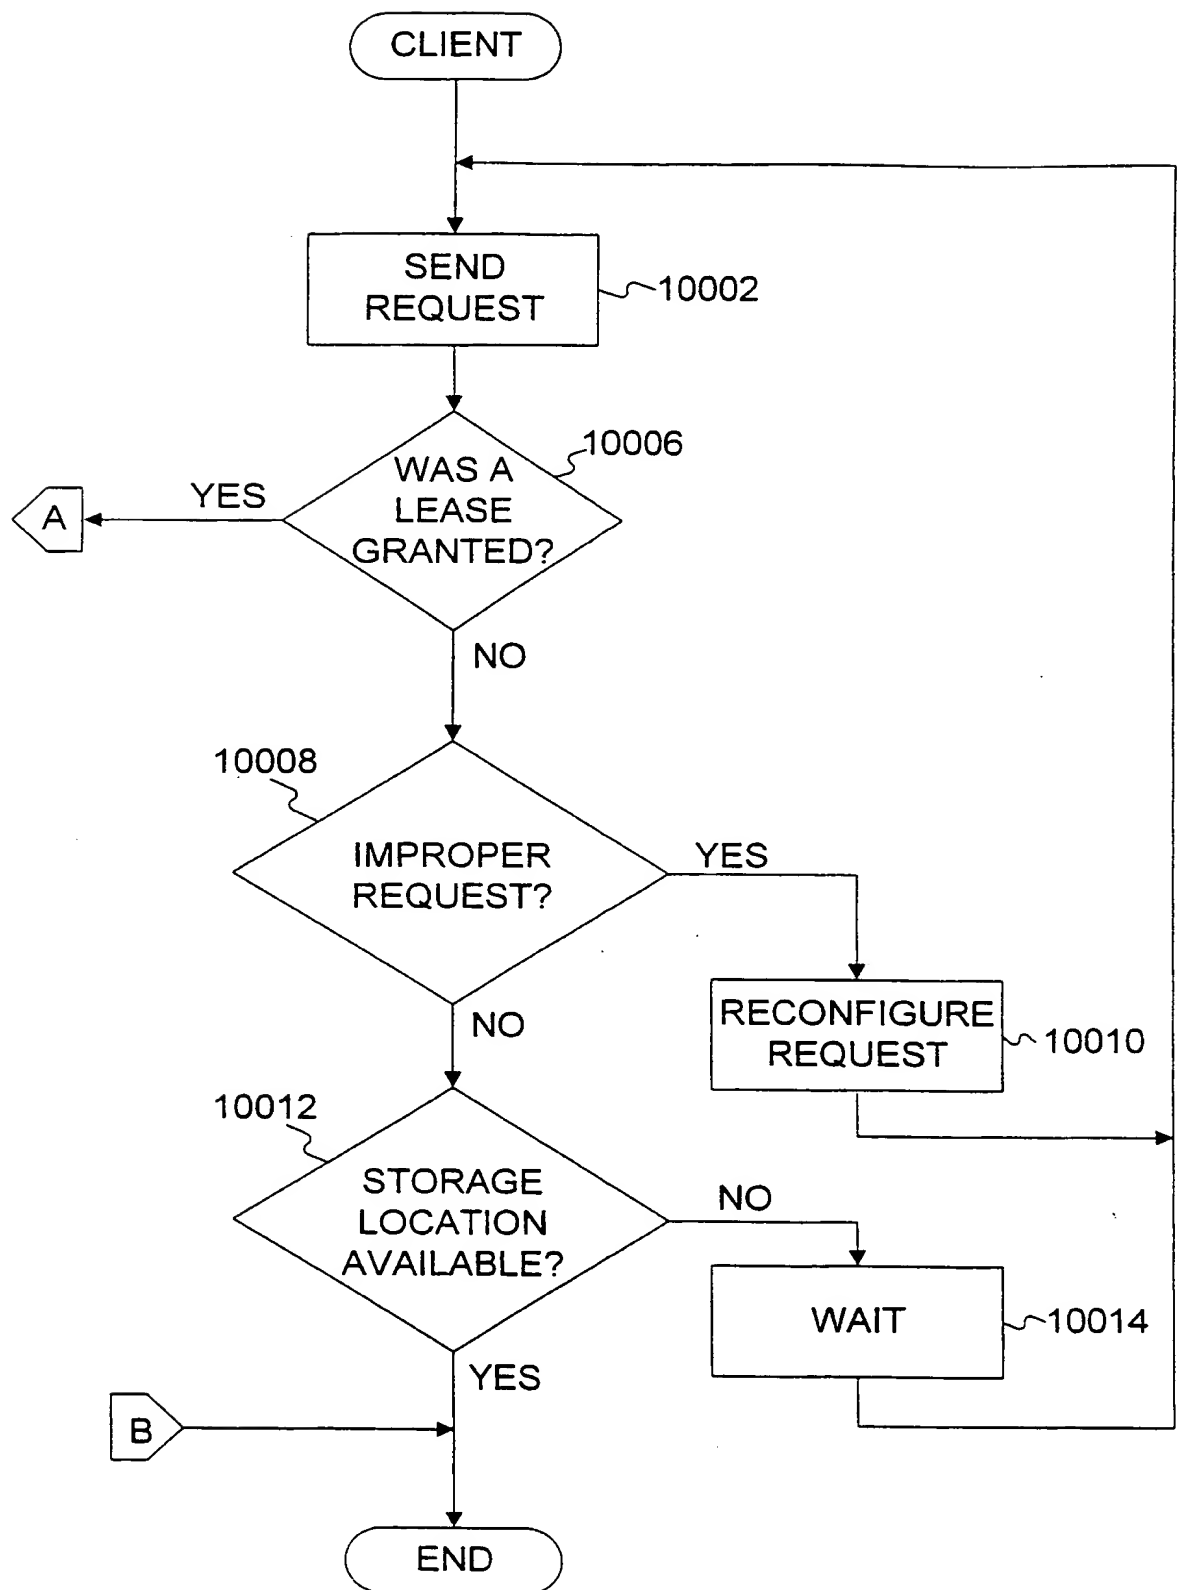 CLIENT
SEND
REQUEST
10002
10006
WAS A
LEASE
GRANTED?
YES
A
NO
10008
IMPROPER
REQUEST?
YES
NO
RECONFIGURE
REQUEST
10010
10012
STORAGE
LOCATION
AVAILABLE?
NO
WAIT
10014
YES
B
END